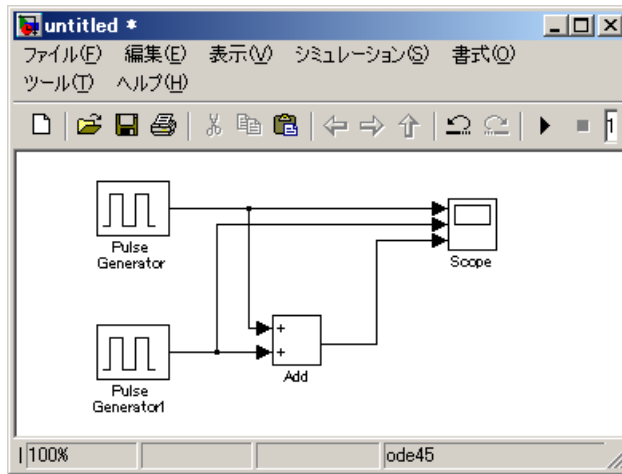 untitled *
ファイル(F) 編集(E) 表示(V) シミュレーション(S) 書式(O)
ツール(T) ヘルプ(H)
1
Pulse
Generator
Scope
+
+
Add
Pulse
Generator1
100%
ode45